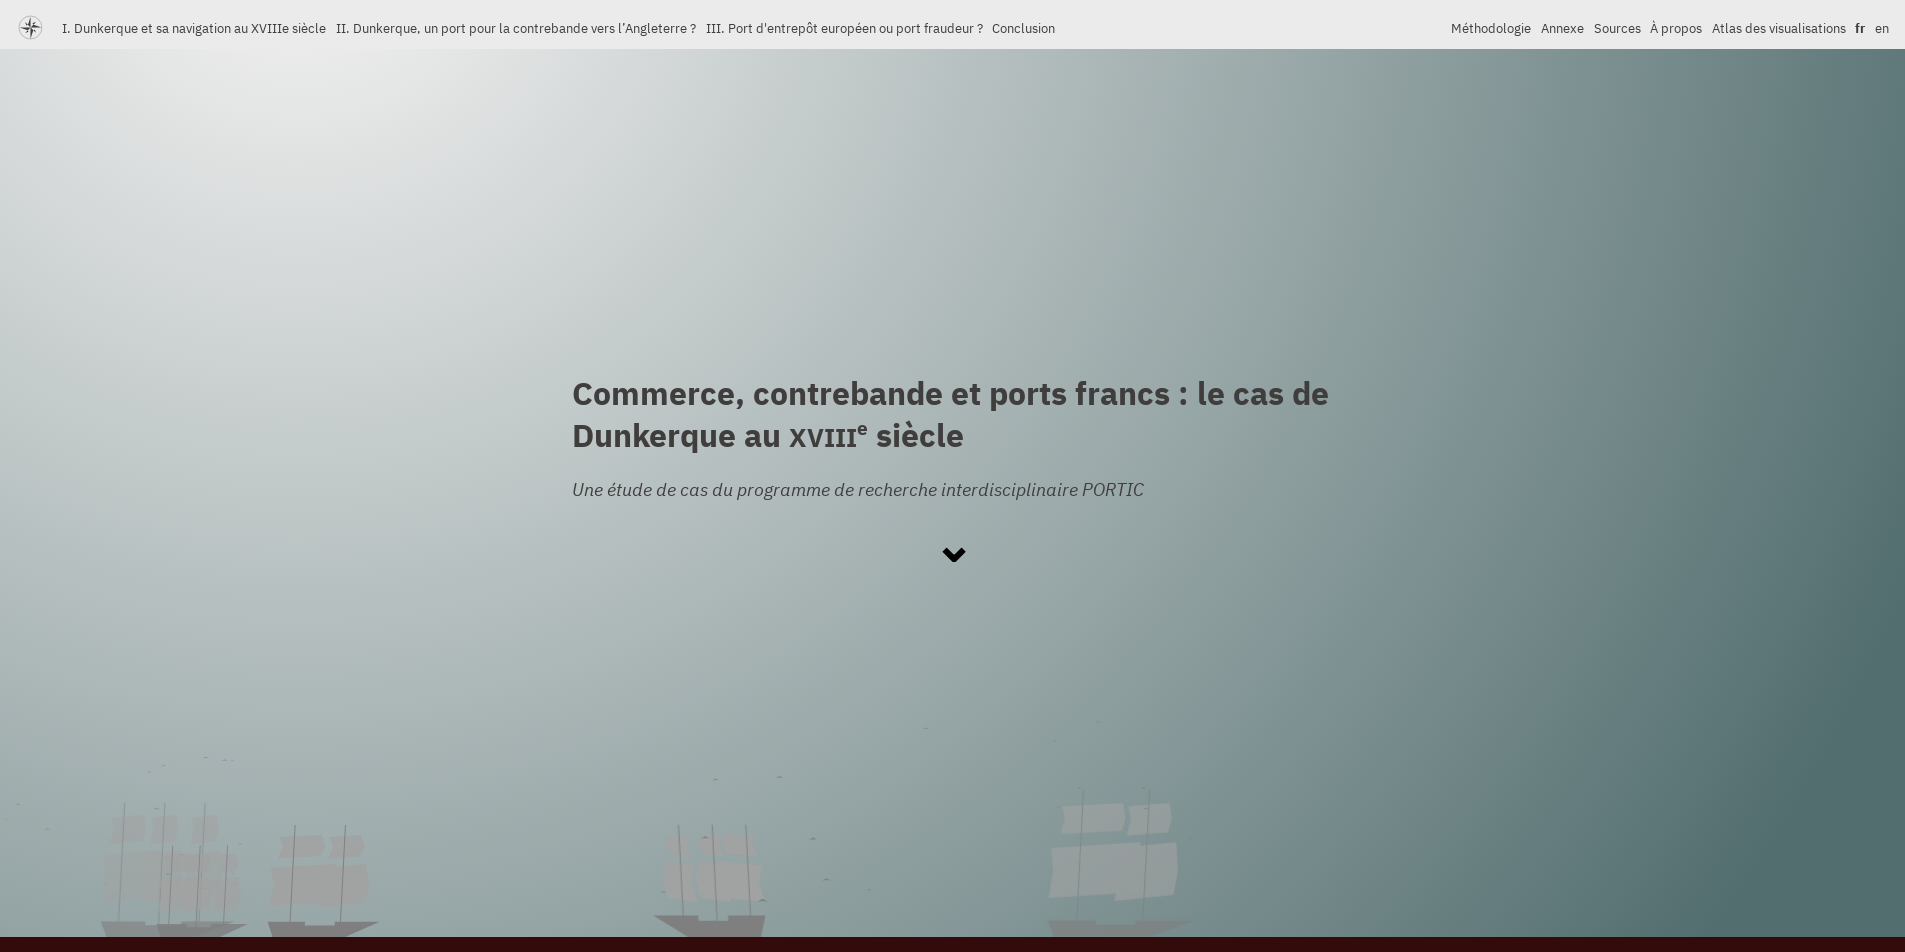 I. Dunkerque et sa navigation au XVIIIe siècle II. Dunkerque, un port pour la contrebande vers l’Angleterre ? III. Port d'entrepôt européen ou port fraudeur ? Conclusion Méthodologie Annexe Sources À propos Atlas des visualisations fr en
Commerce, contrebande et ports francs : le cas de
Dunkerque au XVIIIe siècle
Une étude de cas du programme de recherche interdisciplinaire PORTIC